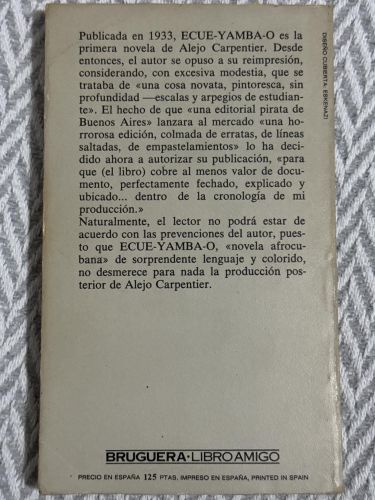 Publicada en 1933, ECUE-YAMBA-O es la
primera novela de Alejo Carpentier. Desde
entonces, el autor se opuso a su reimpresión,
considerando, con excesiva modestia, que se
trataba de «una cosa novata, pintoresca, sin
profundidad —escalas y arpegios de estudian-
te». El hecho de que «una editorial pirata de
Buenos Aires» lanzara al mercado «una ho-
rrorosa edición, colmada de erratas, de líneas
saltadas, de empastelamientos» lo ha deci-
dido ahora a autorizar su publicación, «para
que (el libro) cobre al menos valor de docu-
mento, perfectamente fechado, explicado y
ubicado... dentro de la cronología de mi
producción.»
Naturalmente, el lector no podrá estar de
acuerdo con las prevenciones del autor, pues-
to que ECUE-YAMBA-O, «novela afrocu-
bana» de sorprendente lenguaje y colorido,
no desmerece para nada la producción pos-
terior de Alejo Carpentier.
DISEÑO CUBIERTA: ESKENAZI
BRUGUERA·LIBRO AMIGO
PRECIO EN ESPAÑA 125 PTAS. IMPRESO EN ESPAÑA, PRINTED IN SPAIN